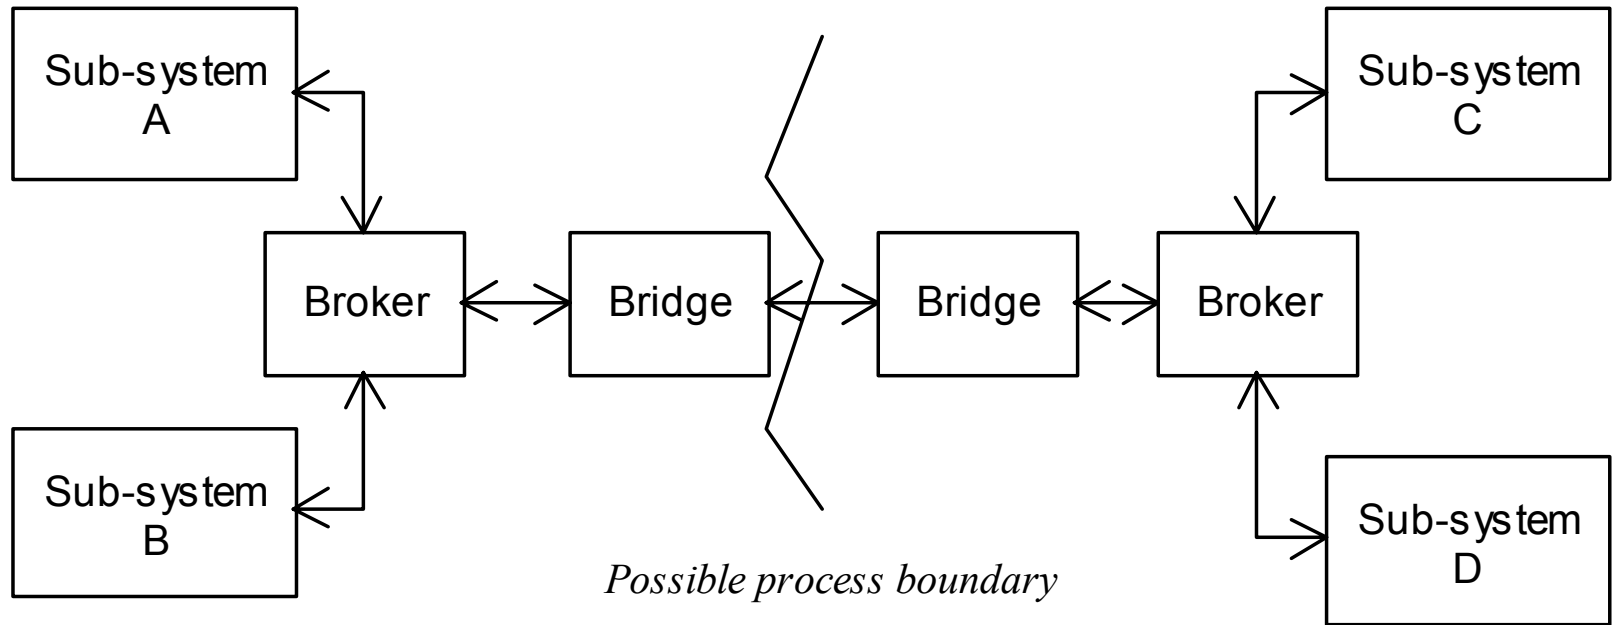 Sub-system
A
Sub-system
C
Broker
Bridge
Bridge
Broker
Sub-system
B
Sub-system
D
Possible process boundary